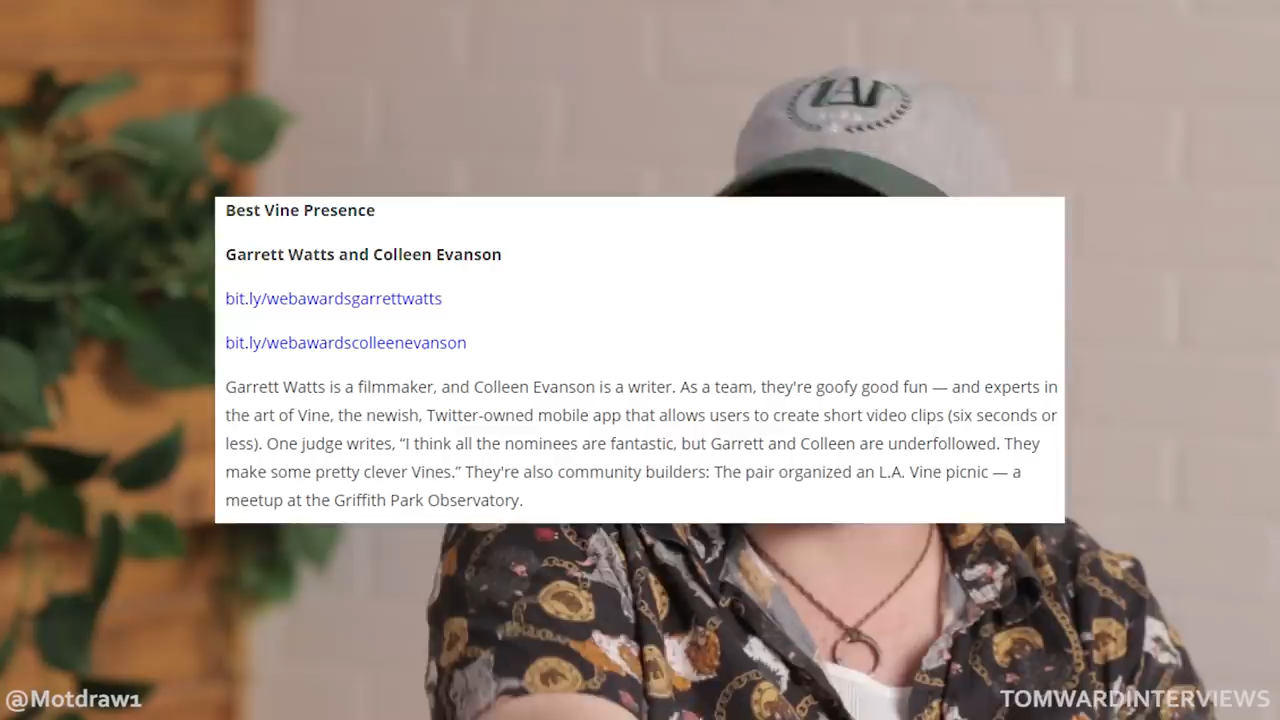 Best Vine Presence
Garrett Watts and Colleen Evanson
bit.ly/webawardsgarrettwatts
bit.ly/webawardscolleenevanson
Garrett Watts is a filmmaker, and Colleen Evanson is a writer. As a team, they're goofy good fun — and experts in
the art of Vine, the newish, Twitter-owned mobile app that allows users to create short video clips (six seconds or
less). One judge writes, “I think all the nominees are fantastic, but Garrett and Colleen are underfollowed. They
make some pretty clever Vines.” They're also community builders: The pair organized an L.A. Vine picnic — a
meetup at the Griffith Park Observatory.
@Motdraw1
TOMWARDINTERVIEWS